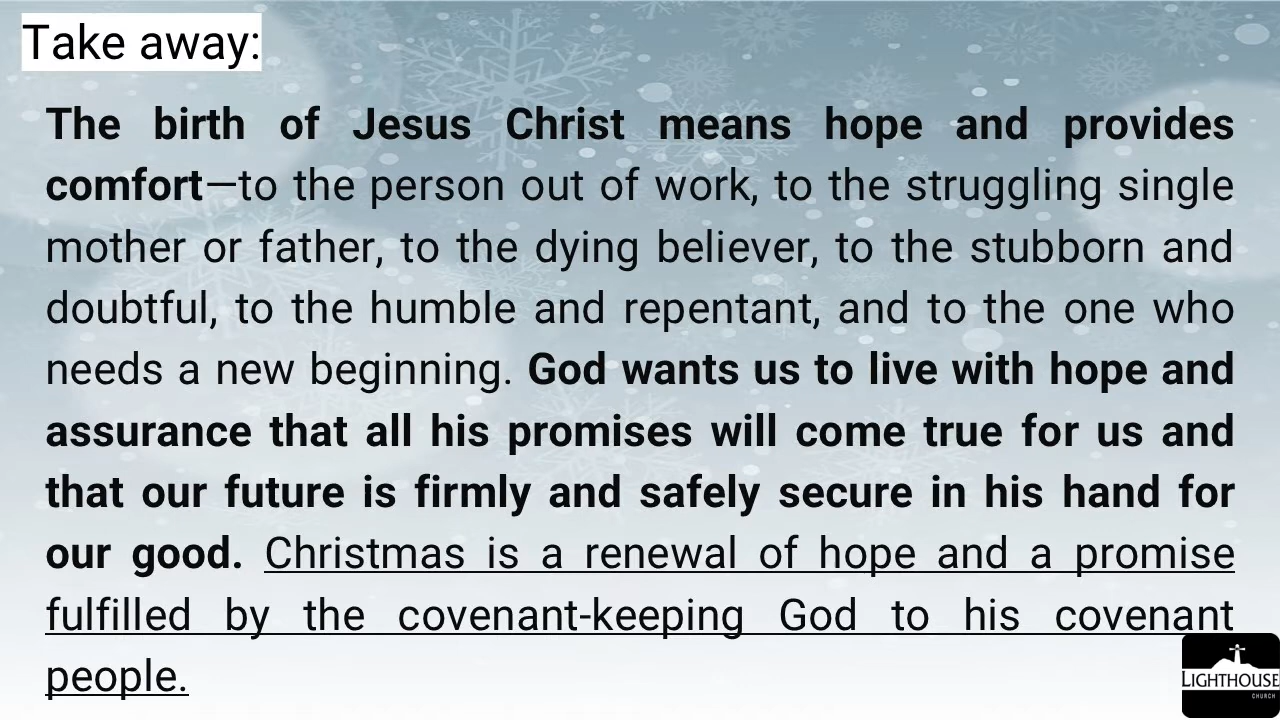 Take away:
The birth of Jesus Christ means hope and provides
comfort—to the person out of work, to the struggling single
mother or father, to the dying believer, to the stubborn and
doubtful, to the humble and repentant, and to the one who
needs a new beginning. God wants us to live with hope and
assurance that all his promises will come true for us and
that our future is firmly and safely secure in his hand for
our good. Christmas is a renewal of hope and a promise
fulfilled by the covenant-keeping God to his covenant
people.
LIGHTHOUSE
CHURCH